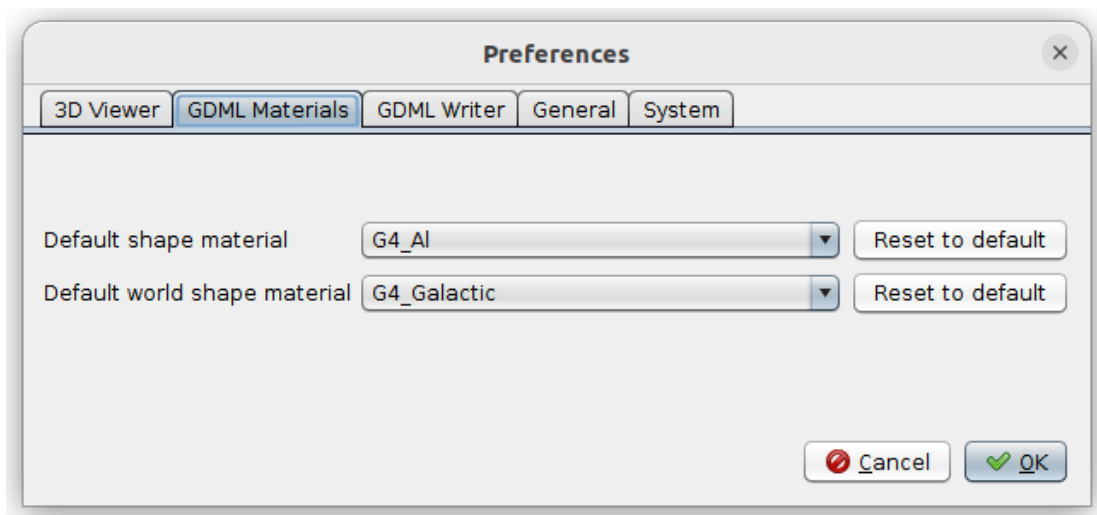 Preferences
3D Viewer GDML Materials GDML Writer General System
Default shape material G4_Al Reset to default
Default world shape material G4_Galactic Reset to default
Cancel OK